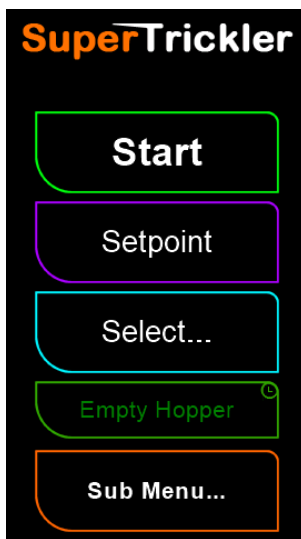 SuperTrickler
Start
Setpoint
Select...
Empty Hopper
Sub Menu...